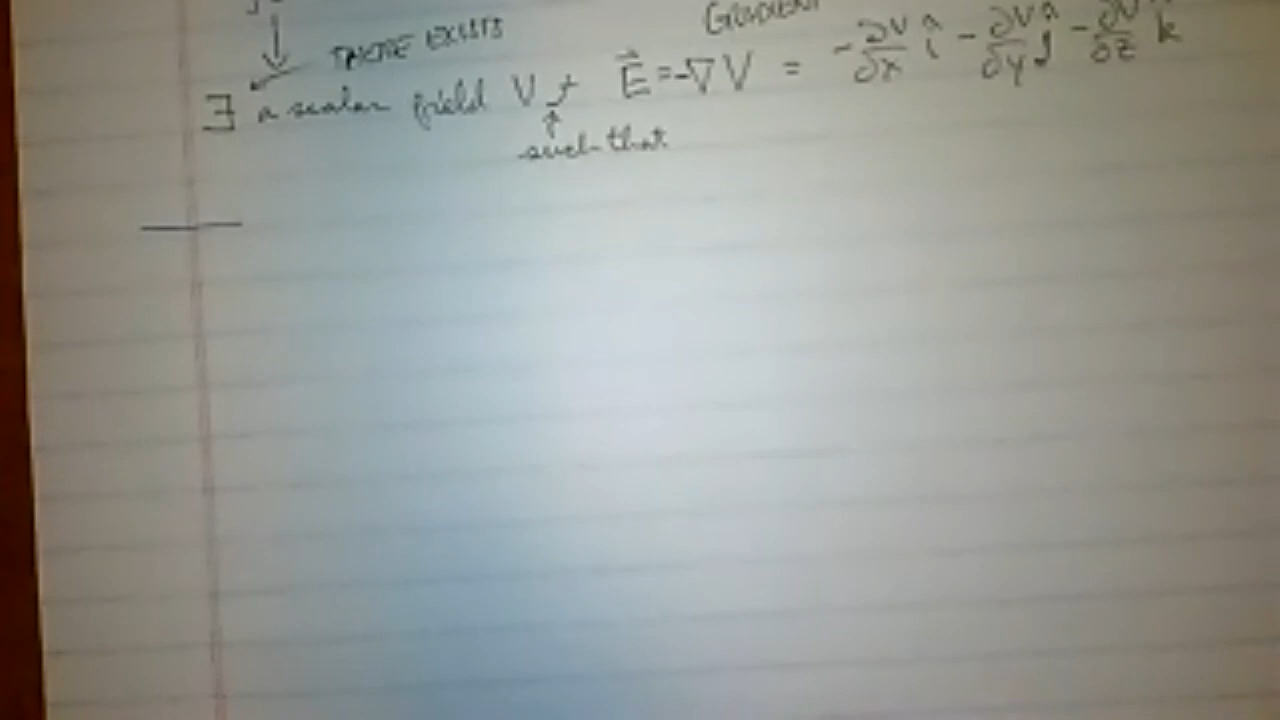 GRADIENT
THERE EXISTS
∃ a scalar field V ∋ E⃗ = -∇V = -∂V/∂x î - ∂V/∂y ĵ - ∂V/∂z k̂
such that